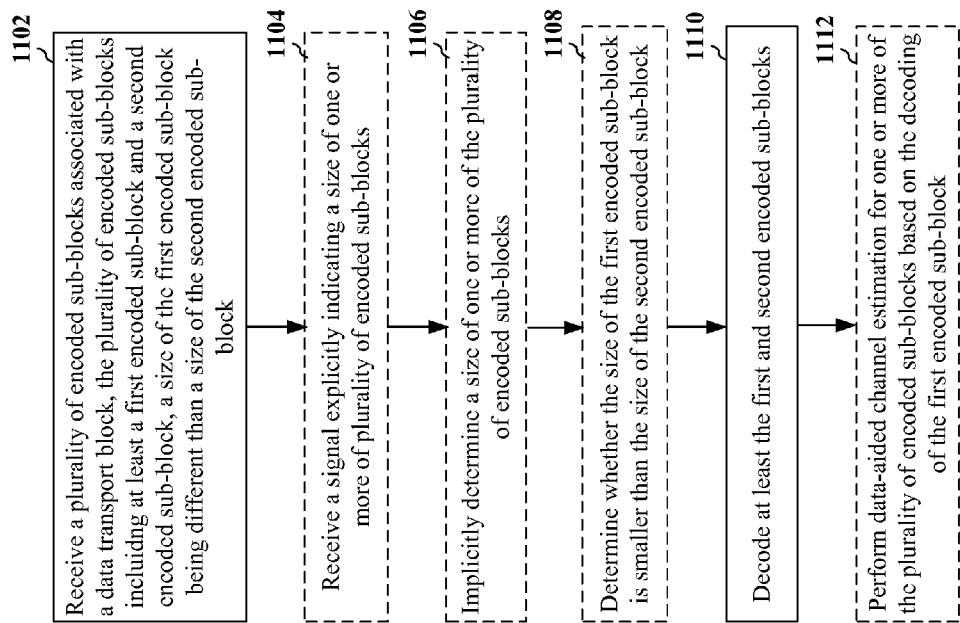 1102
Receive a plurality of encoded sub-blocks associated with
a data transport block, the plurality of encoded sub-blocks
incluidng at least a first encoded sub-block and a second
encoded sub-block, a size of the first encoded sub-block
being different than a size of the second encoded sub-
block
1104
Receive a signal explicitly indicating a size of one or
more of plurality of encoded sub-blocks
1106
Implicitly determine a size of one or more of the plurality
of encoded sub-blocks
1108
Determine whether the size of the first encoded sub-block
is smaller than the size of the second encoded sub-block
1110
Decode at least the first and second encoded sub-blocks
1112
Perform data-aided channel estimation for one or more of
the plurality of encoded sub-blocks based on the decoding
of the first encoded sub-block